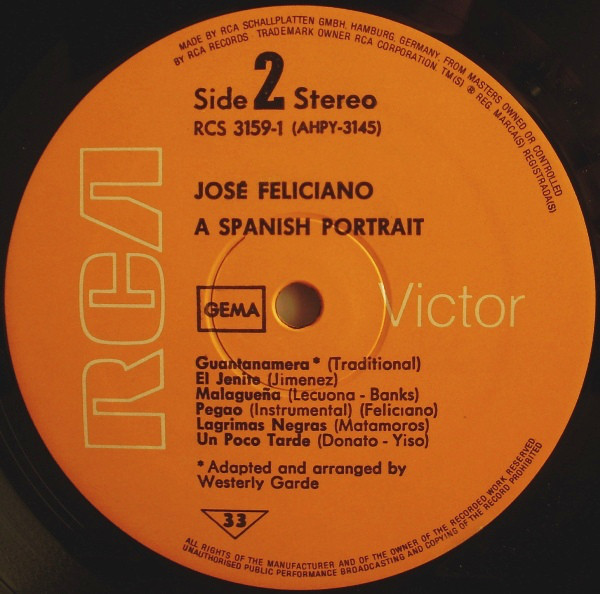 MADE BY RCA SCHALLPLATTEN GMBH, HAMBURG, GERMANY, FROM MASTERS OWNED OR CONTROLLED
BY RCA RECORDS. TRADEMARK OWNER RCA CORPORATION. TM(S) ® REG. MARCA(S) REGISTRADA(S)
Side 2 Stereo
RCS 3159-1 (AHPY-3145)
JOSÉ FELICIANO
A SPANISH PORTRAIT
RCA
GEMA
Victor
Guantanamera* (Traditional)
El Jenite (Jimenez)
Malagueña (Lecuona - Banks)
Pegao (Instrumental) (Feliciano)
Lagrimas Negras (Matamoros)
Un Poco Tarde (Donato - Yiso)
*Adapted and arranged by
Westerly Garde
33
ALL RIGHTS OF THE MANUFACTURER AND OF THE OWNER OF THE RECORDED WORK RESERVED
UNAUTHORISED PUBLIC PERFORMANCE BROADCASTING AND COPYING OF THE RECORD PROHIBITED